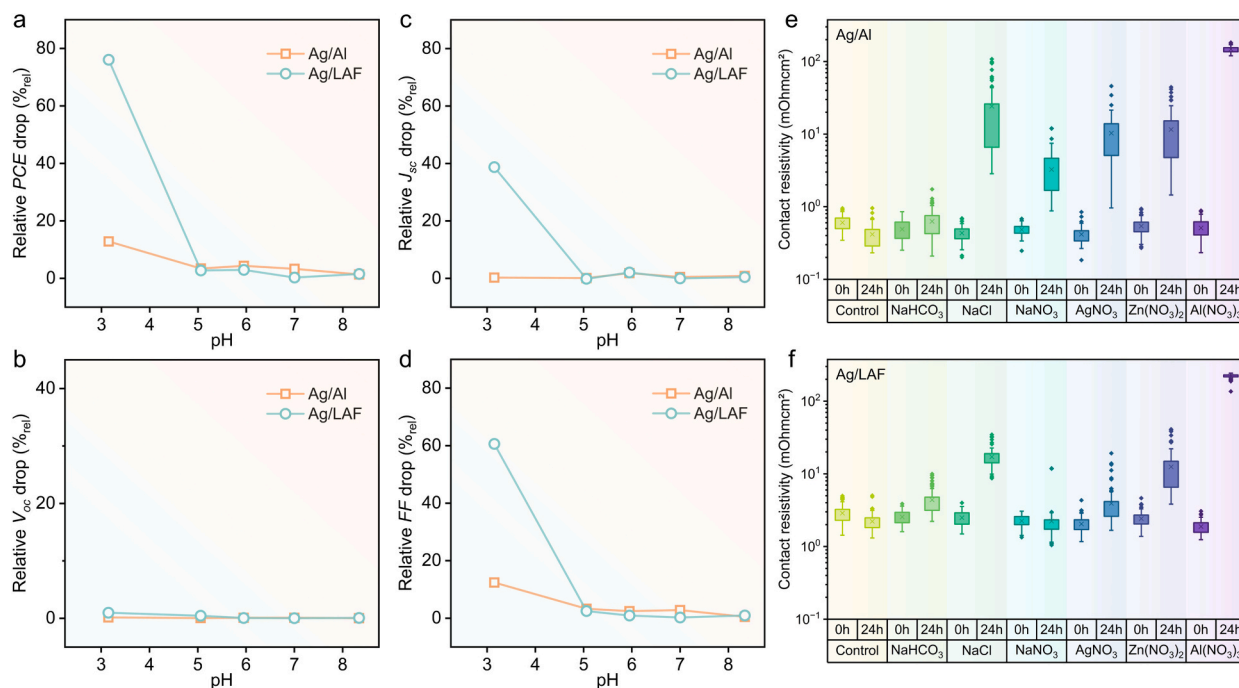 a
Relative PCE drop (%rel)
80
60
40
20
0
Ag/Al
Ag/LAF
3 4 5 6 7 8
pH
c
Relative Jsc drop (%rel)
80
60
40
20
0
Ag/Al
Ag/LAF
3 4 5 6 7 8
pH
e
Ag/Al
Contact resistivity (mOhmcm²)
10²
10¹
10⁰
10⁻¹
0h 24h 0h 24h 0h 24h 0h 24h 0h 24h 0h 24h 0h 24h
Control NaHCO₃ NaCl NaNO₃ AgNO₃ Zn(NO₃)₂ Al(NO₃)₃
b
Relative Voc drop (%rel)
40
20
0
Ag/Al
Ag/LAF
3 4 5 6 7 8
pH
d
Relative FF drop (%rel)
80
60
40
20
0
Ag/Al
Ag/LAF
3 4 5 6 7 8
pH
f
Ag/LAF
Contact resistivity (mOhmcm²)
10²
10¹
10⁰
10⁻¹
0h 24h 0h 24h 0h 24h 0h 24h 0h 24h 0h 24h 0h 24h
Control NaHCO₃ NaCl NaNO₃ AgNO₃ Zn(NO₃)₂ Al(NO₃)₃